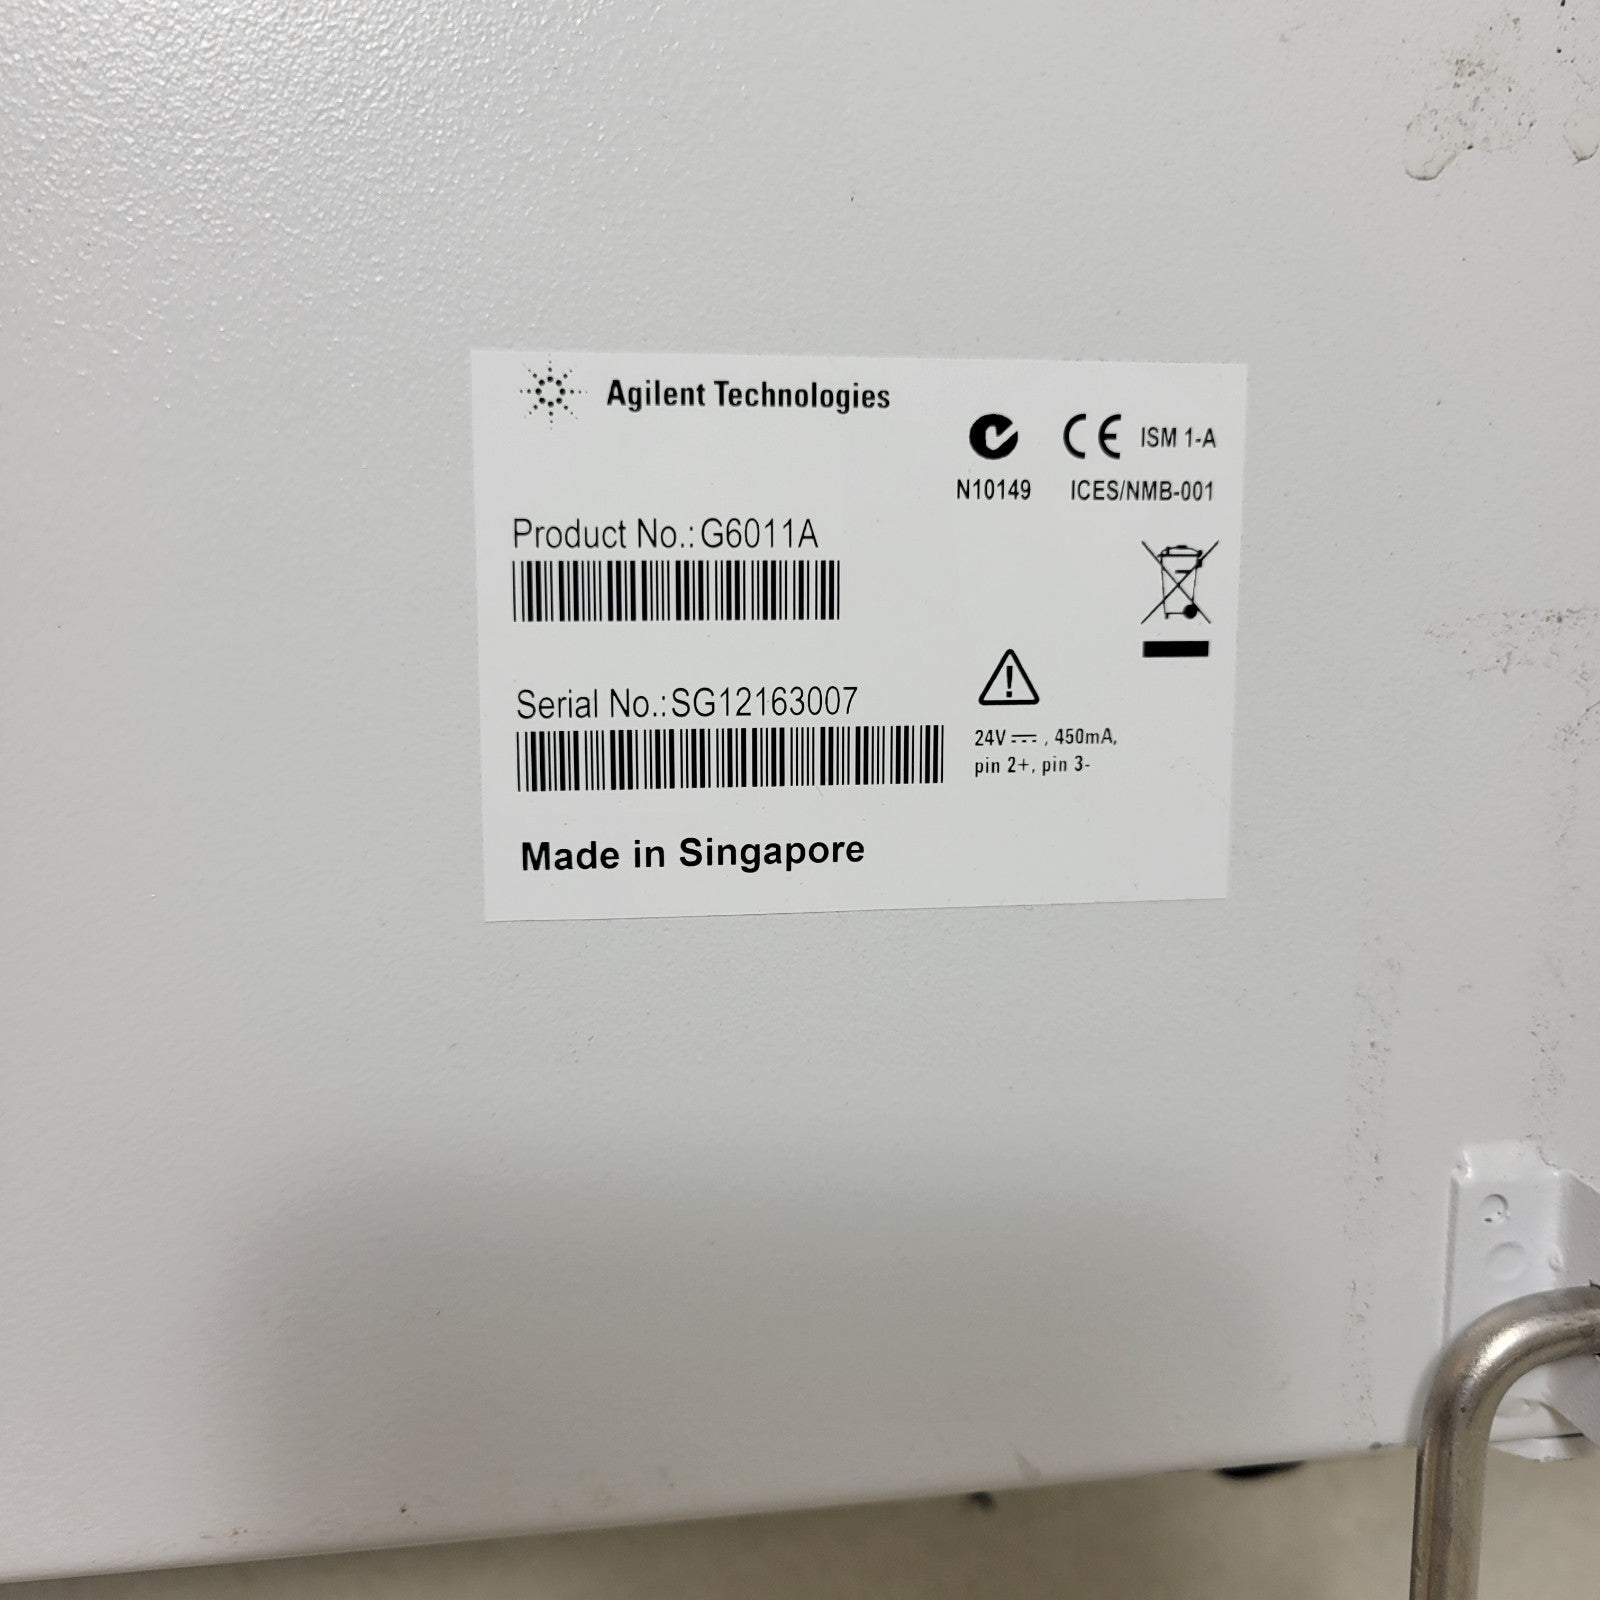 Agilent Technologies
ISM 1-A
N10149
ICES/NMB-001
Product No.:G6011A
Serial No.:SG12163007
24V ⎓, 450mA,
pin 2+, pin 3-
Made in Singapore